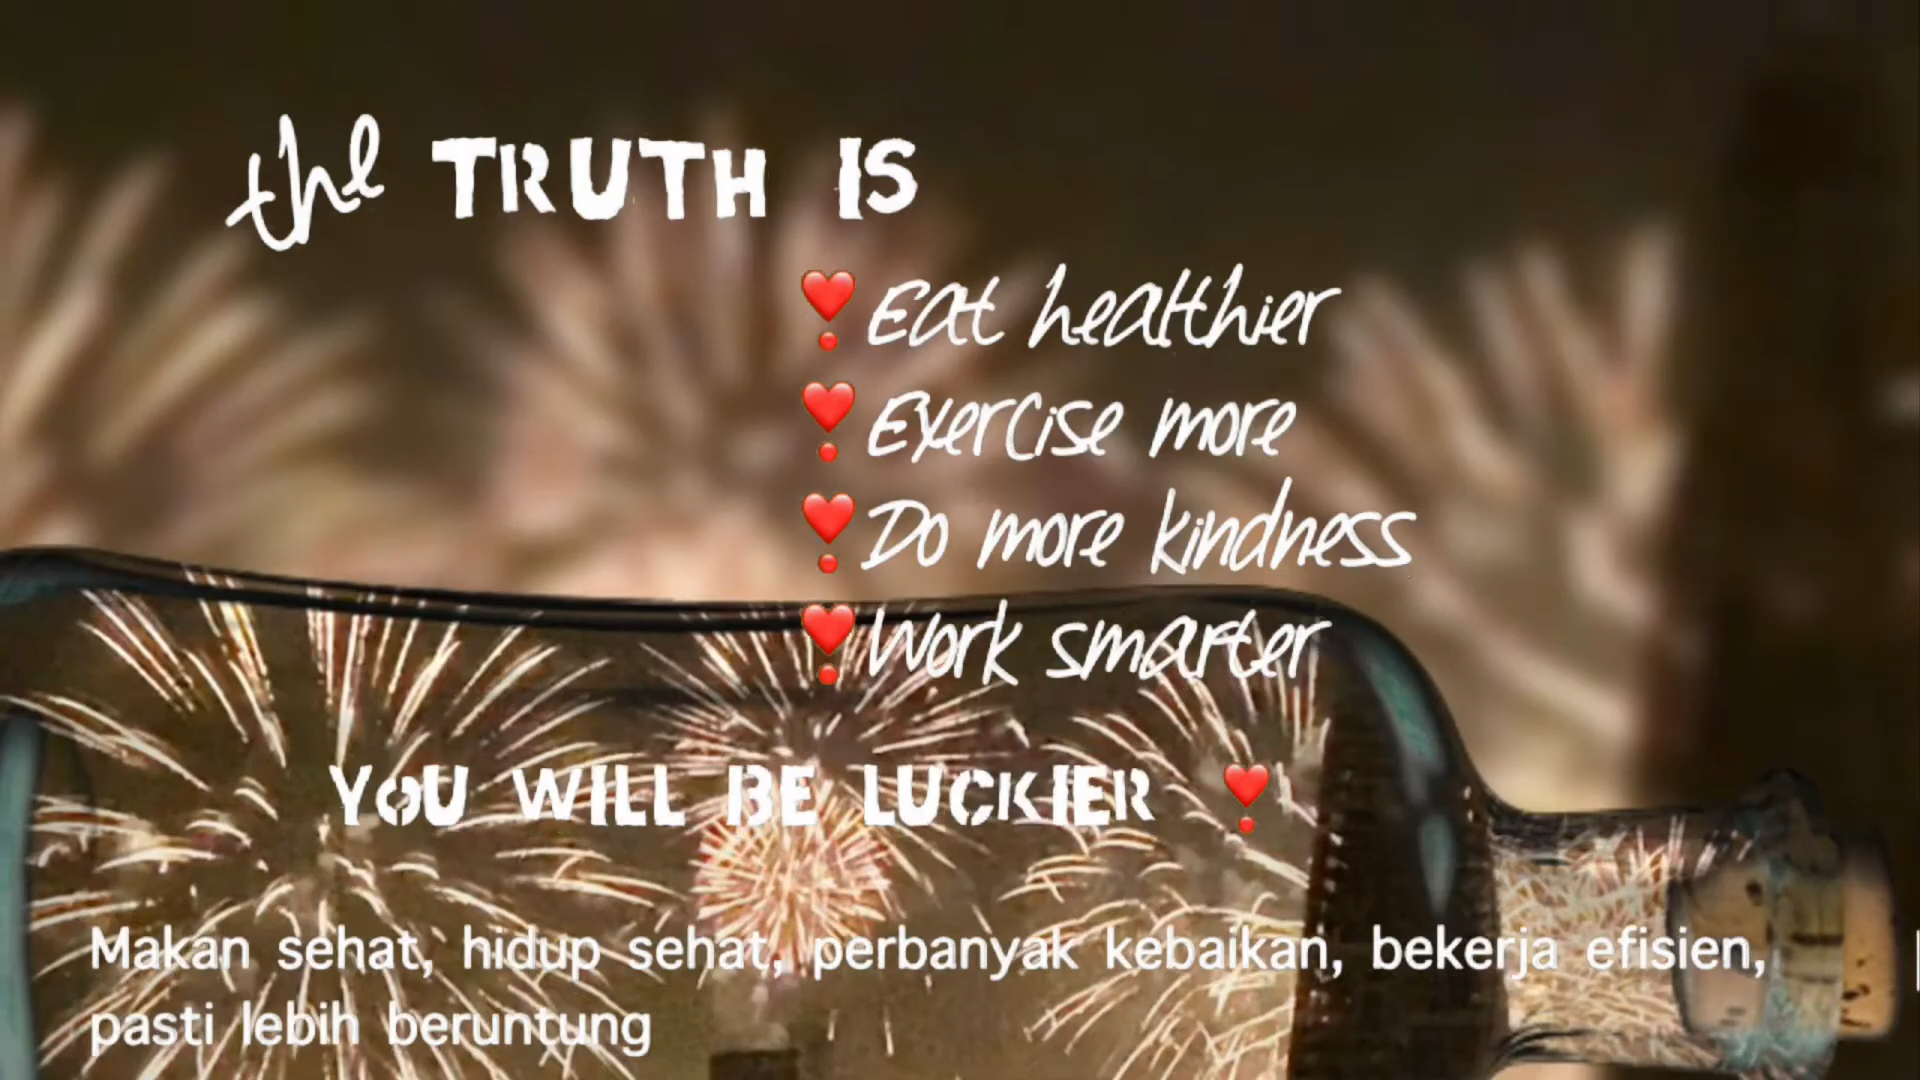 the TRUTH IS
❣️Eat healthier
❣️Exercise more
❣️Do more kindness
❣️Work smarter
YOU WILL BE LUCKIER ❣️
Makan sehat, hidup sehat, perbanyak kebaikan, bekerja efisien,
pasti lebih beruntung